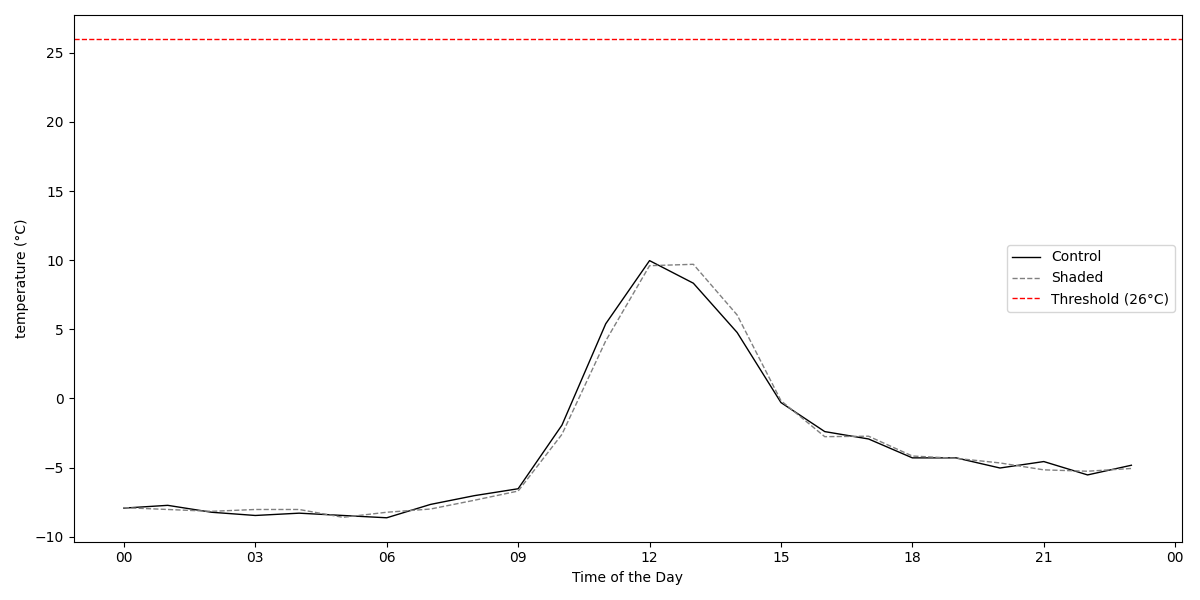 25
20
15
10
5
0
−5
−10
temperature (°C)
Control
Shaded
Threshold (26°C)
00 03 06 09 12 15 18 21 00
Time of the Day